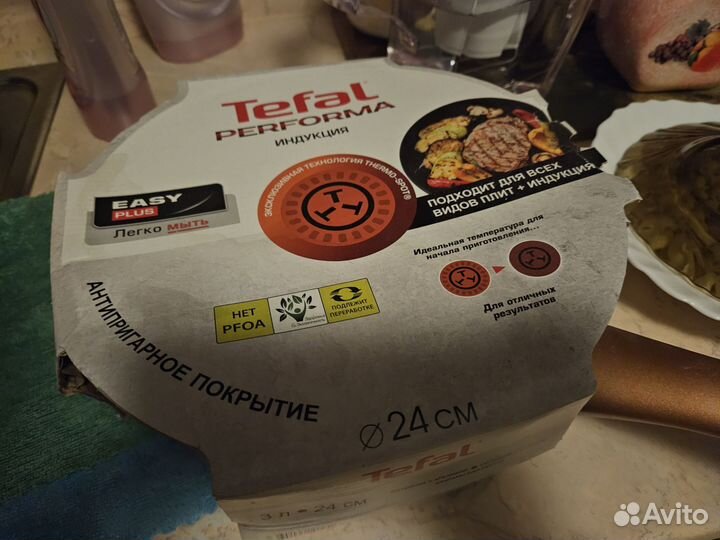 Tefal
PERFORMA
ИНДУКЦИЯ
ЭКСКЛЮЗИВНАЯ ТЕХНОЛОГИЯ THERMO-SPOT®
ПОДХОДИТ ДЛЯ ВСЕХ
ВИДОВ ПЛИТ + ИНДУКЦИЯ
EASY
PLUS
Легко мыть
Идеальная температура для
начала приготовления...
Для отличных
результатов
НЕТ
PFOA
ПОДЛЕЖИТ
ПЕРЕРАБОТКЕ
АНТИПРИГАРНОЕ ПОКРЫТИЕ
Ø 24 СМ
Tefal
3 л • 24 см
Avito